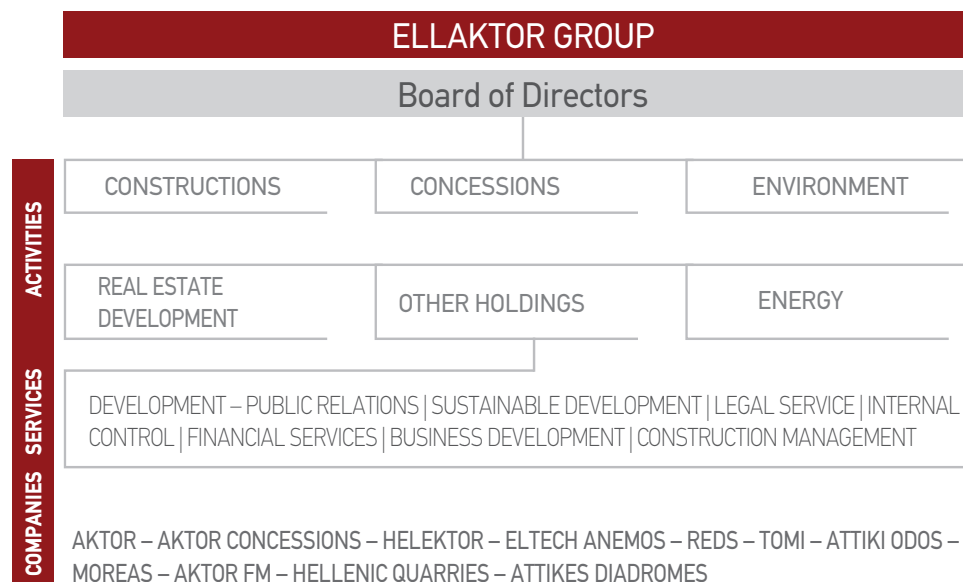 ELLAKTOR GROUP
Board of Directors
ACTIVITIES
CONSTRUCTIONS
CONCESSIONS
ENVIRONMENT
REAL ESTATE
DEVELOPMENT
OTHER HOLDINGS
ENERGY
SERVICES
DEVELOPMENT – PUBLIC RELATIONS | SUSTAINABLE DEVELOPMENT | LEGAL SERVICE | INTERNAL
CONTROL | FINANCIAL SERVICES | BUSINESS DEVELOPMENT | CONSTRUCTION MANAGEMENT
COMPANIES
AKTOR – AKTOR CONCESSIONS – HELEKTOR – ELTECH ANEMOS – REDS – TOMI – ATTIKI ODOS –
MOREAS – AKTOR FM – HELLENIC QUARRIES – ATTIKES DIADROMES